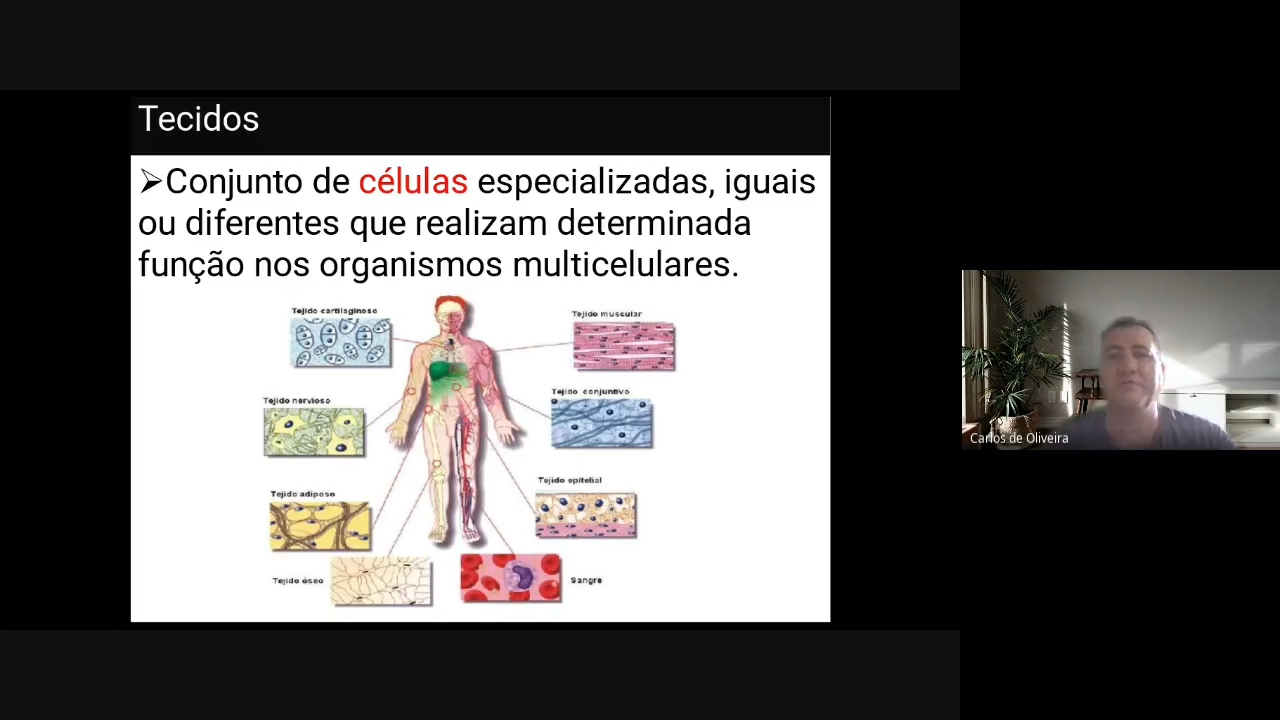 Tecidos
➢Conjunto de células especializadas, iguais
ou diferentes que realizam determinada
função nos organismos multicelulares.
Tejido cartilaginoso
Tejido muscular
Tejido nervioso
Tejido conjuntivo
Tejido adiposo
Tejido epitelial
Tejido óseo
Sangre
Carlos de Oliveira